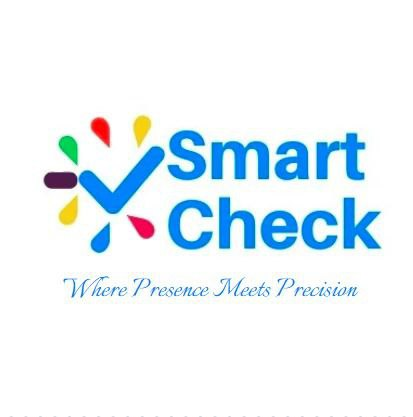 Smart
Check
Where Presence Meets Precision